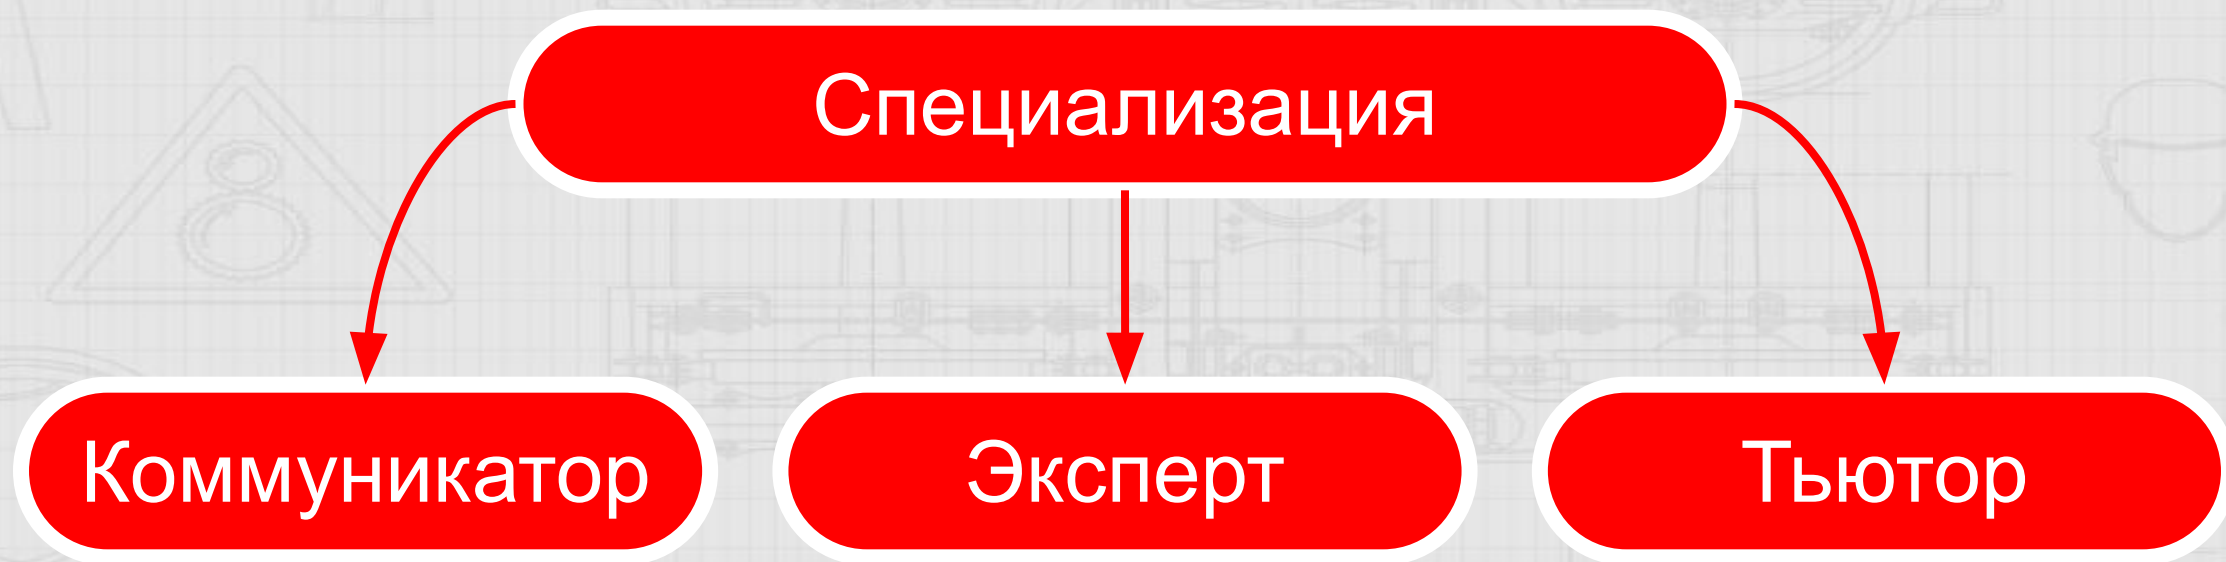 Специализация
Коммуникатор
Эксперт
Тьютор